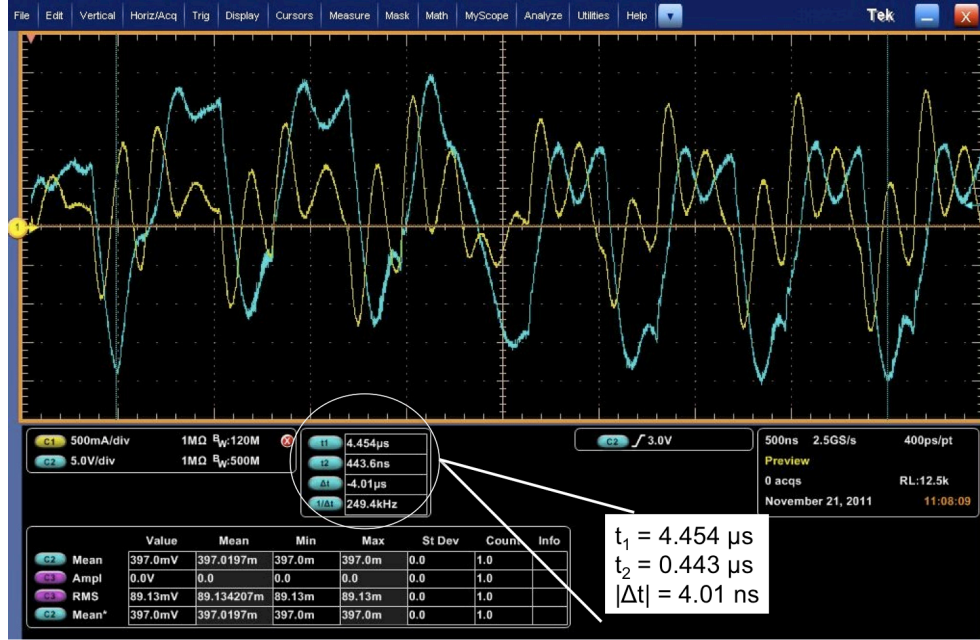 File Edit Vertical Horiz/Acq Trig Display Cursors Measure Mask Math MyScope Analyze Utilities Help Tek X
1
C1 500mA/div 1MΩ BW:120M
C2 5.0V/div 1MΩ BW:500M
t1 4.454µs
t2 443.6ns
Δt -4.01µs
1/Δt 249.4kHz
C2 3.0V
500ns 2.5GS/s 400ps/pt
Preview
0 acqs RL:12.5k
November 21, 2011 11:08:09
Value Mean Min Max St Dev Count Info
C2 Mean 397.0mV 397.0197m 397.0m 397.0m 0.0 1.0
C3 Ampl 0.0V 0.0 0.0 0.0 0.0 1.0
C3 RMS 89.13mV 89.134207m 89.13m 89.13m 0.0 1.0
C2 Mean* 397.0mV 397.0197m 397.0m 397.0m 0.0 1.0
t1 = 4.454 µs
t2 = 0.443 µs
|Δt| = 4.01 ns